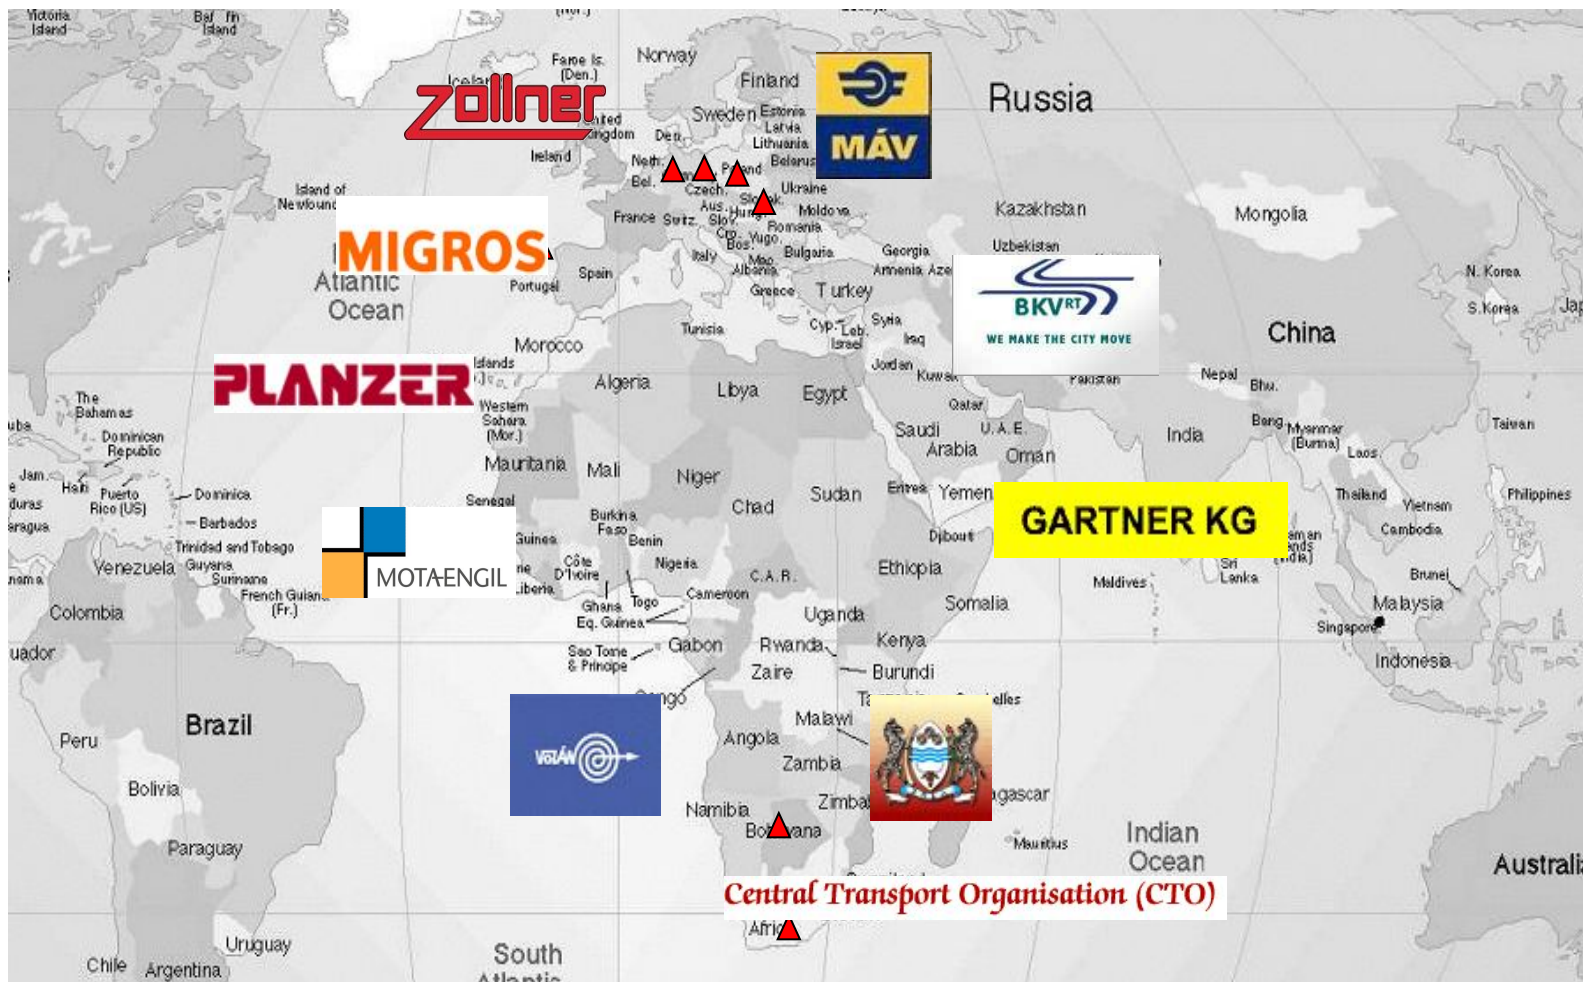 Victoria
Island
Baf fin
Island
Norway
Faroe Is.
(Den.)
Finland
Russia
zollner
Sweden
Estonia
Latvia
Lithuania
Den.
Ireland
Neth.
Bel.
Belarus
MÁV
Czech.
Ukraine
Island of
Aus.
Moldova
Kazakhstan
Mongolia
France
Switz.
Slov.
Romania
Cro.
Yugo.
Bos.
Bulgaria
Georgia
Uzbekistan
MIGROS
Italy
Mac.
Albania
Armenia
Spain
Portugal
Greece
Turkey
N. Korea
S. Korea
Atlantic
Ocean
BKV RT
WE MAKE THE CITY MOVE
China
Tunisia
Cyp.
Leb.
Israel
Syria
Iraq
Morocco
Jordan
Pakistan
Nepal
Bhu.
PLANZER
Islands
Algeria
Libya
Egypt
The
Bahamas
Western
Sahara
(Mor.)
Qatar
U. A. E.
Saudi
Arabia
Oman
India
Bang.
Myanmar
(Burma)
Taiwan
Dominican
Republic
Laos
Jam.
Haiti
Puerto
Rico (US)
Dominica
Mauritania
Mali
Niger
Chad
Sudan
Eritrea
Yemen
Thailand
Vietnam
Philippines
Senegal
Barbados
Burkina
Faso
Benin
Guinea
Djibouti
GARTNER KG
Cambodia
Trinidad and Tobago
Venezuela
Guyana
Suriname
French Guiana
(Fr.)
MOTA-ENGIL
Côte
D'Ivoire
Liberia
Nigeria
C.A.R.
Ethiopia
Sri
Lanka
Maldives
Brunei
Colombia
Ghana
Togo
Cameroon
Eq. Guinea
Uganda
Somalia
Malaysia
Singapore
Sao Tome
& Principe
Gabon
Rwanda
Kenya
Zaire
Burundi
Indonesia
Brazil
Peru
Angola
Malawi
Zambia
VOLÁN
Bolivia
Namibia
Mauritius
Indian
Ocean
Paraguay
Australia
Central Transport Organisation (CTO)
Uruguay
South
Chile
Argentina